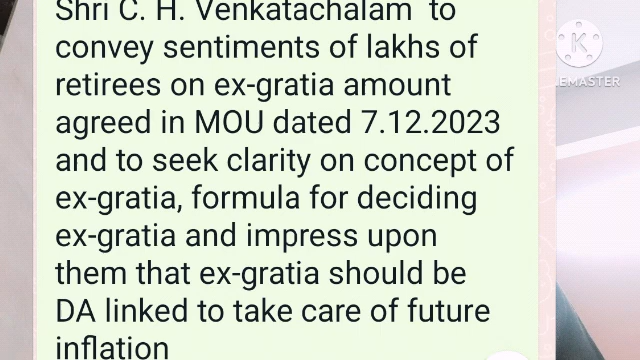 Shri C. H. Venkatachalam to
convey sentiments of lakhs of
retirees on ex-gratia amount
agreed in MOU dated 7.12.2023
and to seek clarity on concept of
ex-gratia, formula for deciding
ex-gratia and impress upon
them that ex-gratia should be
DA linked to take care of future
inflation
K
EMASTER